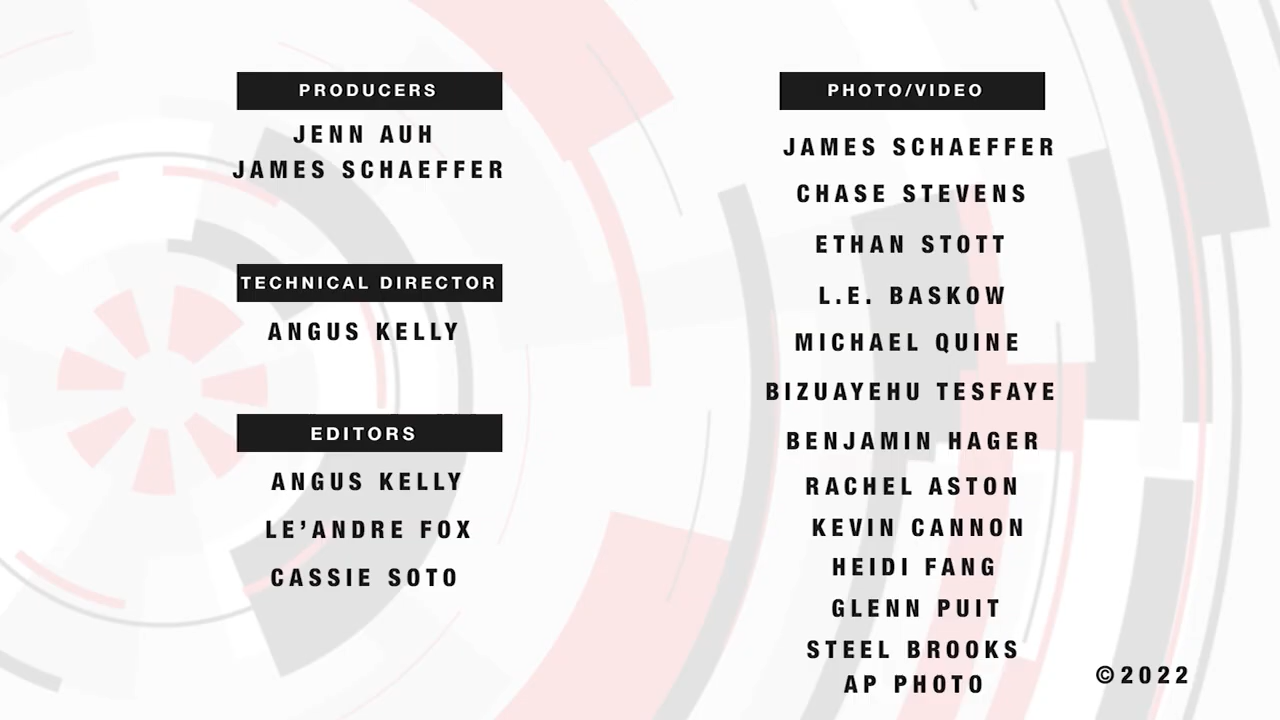 PRODUCERS
JENN AUH
JAMES SCHAEFFER
TECHNICAL DIRECTOR
ANGUS KELLY
EDITORS
ANGUS KELLY
LE’ANDRE FOX
CASSIE SOTO
PHOTO/VIDEO
JAMES SCHAEFFER
CHASE STEVENS
ETHAN STOTT
L.E. BASKOW
MICHAEL QUINE
BIZUAYEHU TESFAYE
BENJAMIN HAGER
RACHEL ASTON
KEVIN CANNON
HEIDI FANG
GLENN PUIT
STEEL BROOKS
AP PHOTO
©2022